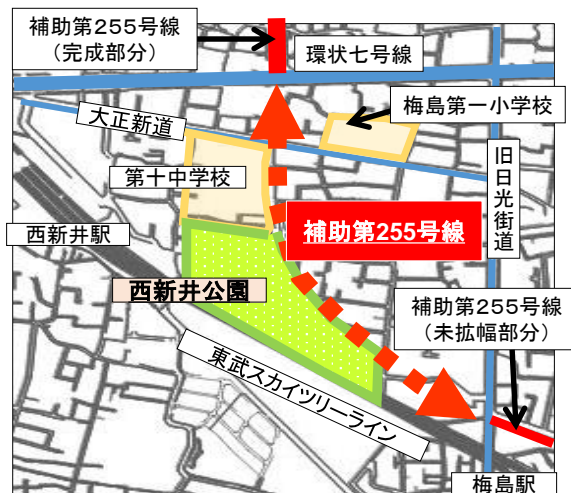 補助第255号線
(完成部分)
環状七号線
梅島第一小学校
大正新道
旧日光街道
第十中学校
西新井駅
補助第255号線
西新井公園
補助第255号線
(未拡幅部分)
東武スカイツリーライン
梅島駅